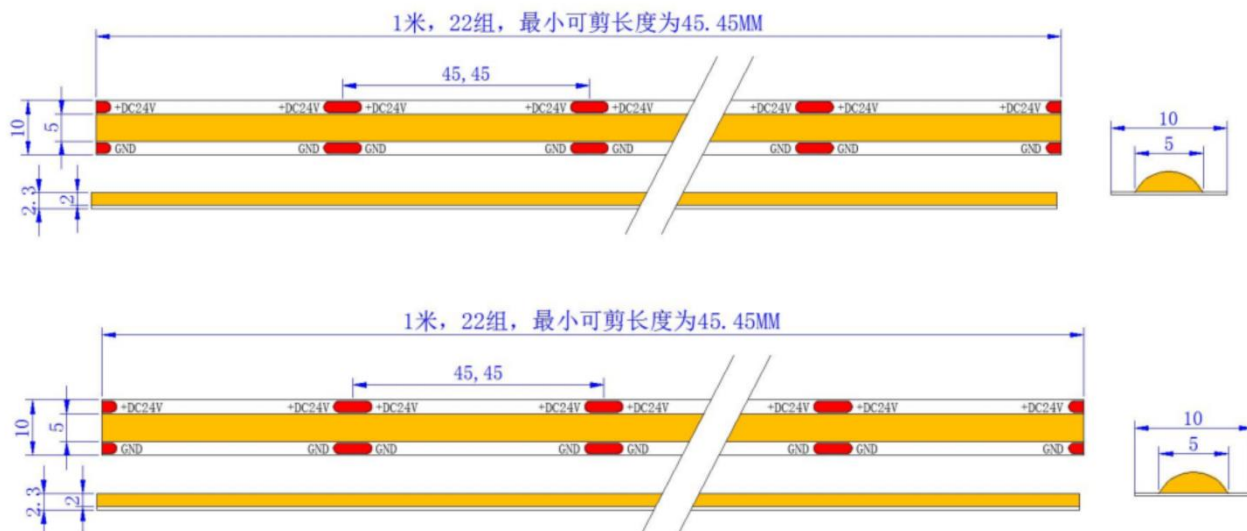 1米，22组，最小可剪长度为45.45MM
45,45
+DC24V +DC24V +DC24V +DC24V +DC24V +DC24V +DC24V +DC24V
10
5
10
5
GND GND GND GND GND GND GND GND
2.3
2
1米，22组，最小可剪长度为45.45MM
45,45
+DC24V +DC24V +DC24V +DC24V +DC24V +DC24V +DC24V +DC24V
10
5
10
5
GND GND GND GND GND GND GND GND
2.3
2